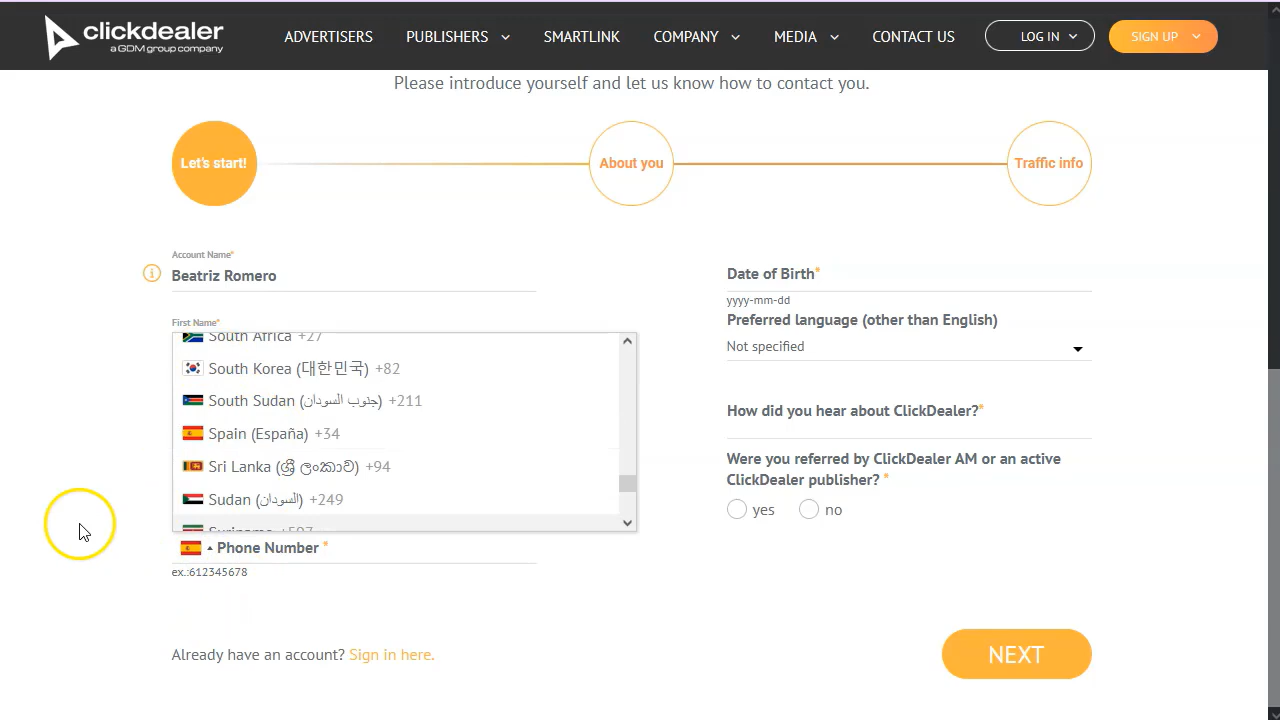 clickdealer
a GDM group company
ADVERTISERS
PUBLISHERS
SMARTLINK
COMPANY
MEDIA
CONTACT US
LOG IN
SIGN UP
Please introduce yourself and let us know how to contact you.
Let's start!
About you
Traffic info
Account Name*
Beatriz Romero
First Name*
South Africa +27
South Korea (대한민국) +82
South Sudan (جنوب السودان) +211
Spain (España) +34
Sri Lanka (ශ්‍රී ලංකාව) +94
Sudan (السودان) +249
Suriname +597
Phone Number *
ex.:612345678
Date of Birth*
yyyy-mm-dd
Preferred language (other than English)
Not specified
How did you hear about ClickDealer?*
Were you referred by ClickDealer AM or an active
ClickDealer publisher? *
yes
no
Already have an account? Sign in here.
NEXT